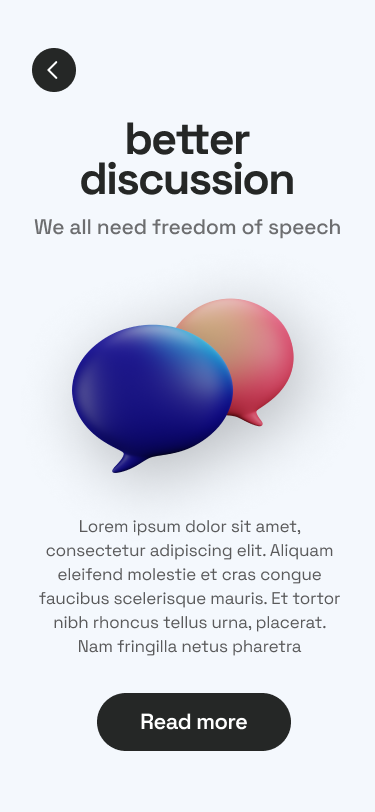 better
discussion
We all need freedom of speech
Lorem ipsum dolor sit amet,
consectetur adipiscing elit. Aliquam
eleifend molestie et cras congue
faucibus scelerisque mauris. Et tortor
nibh rhoncus tellus urna, placerat.
Nam fringilla netus pharetra
Read more